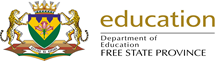 education
Department of
Education
FREE STATE PROVINCE